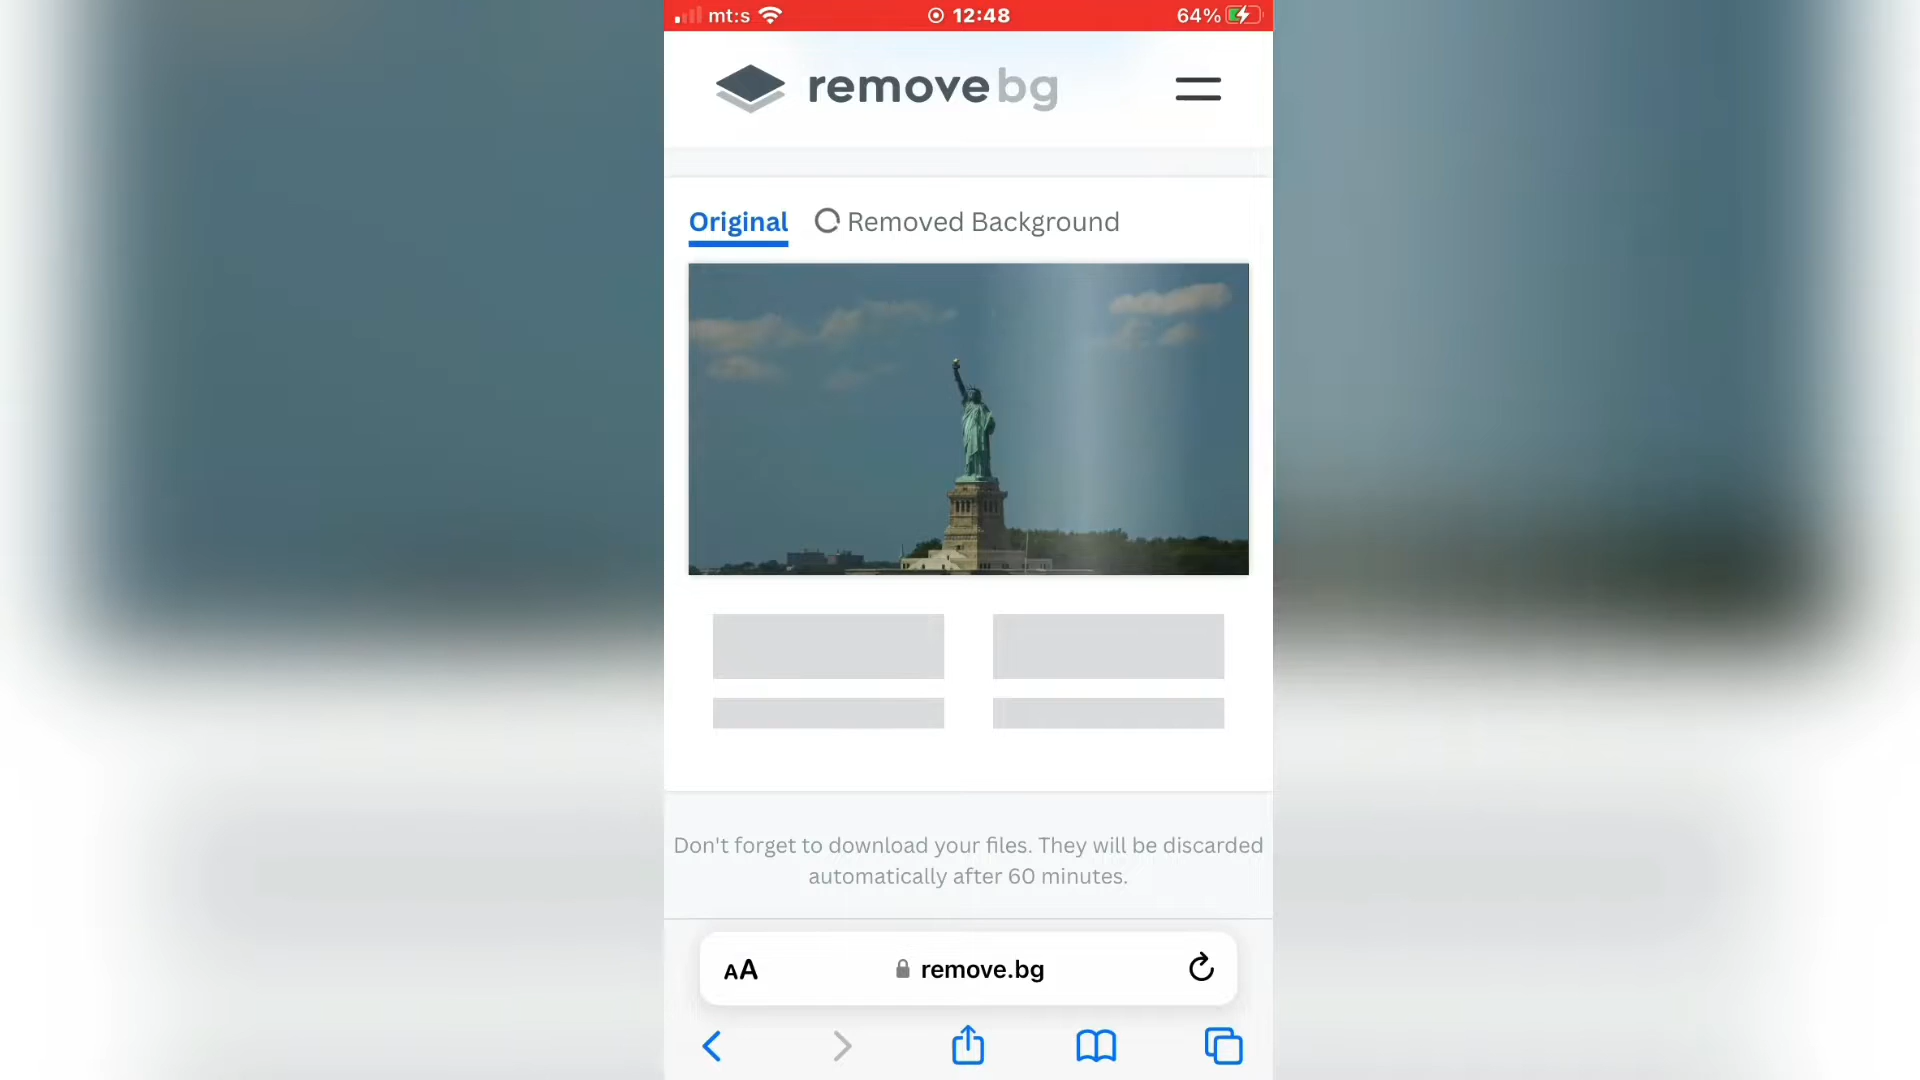 mt:s 12:48 64%
remove bg
Original Removed Background
Don't forget to download your files. They will be discarded
automatically after 60 minutes.
AA remove.bg